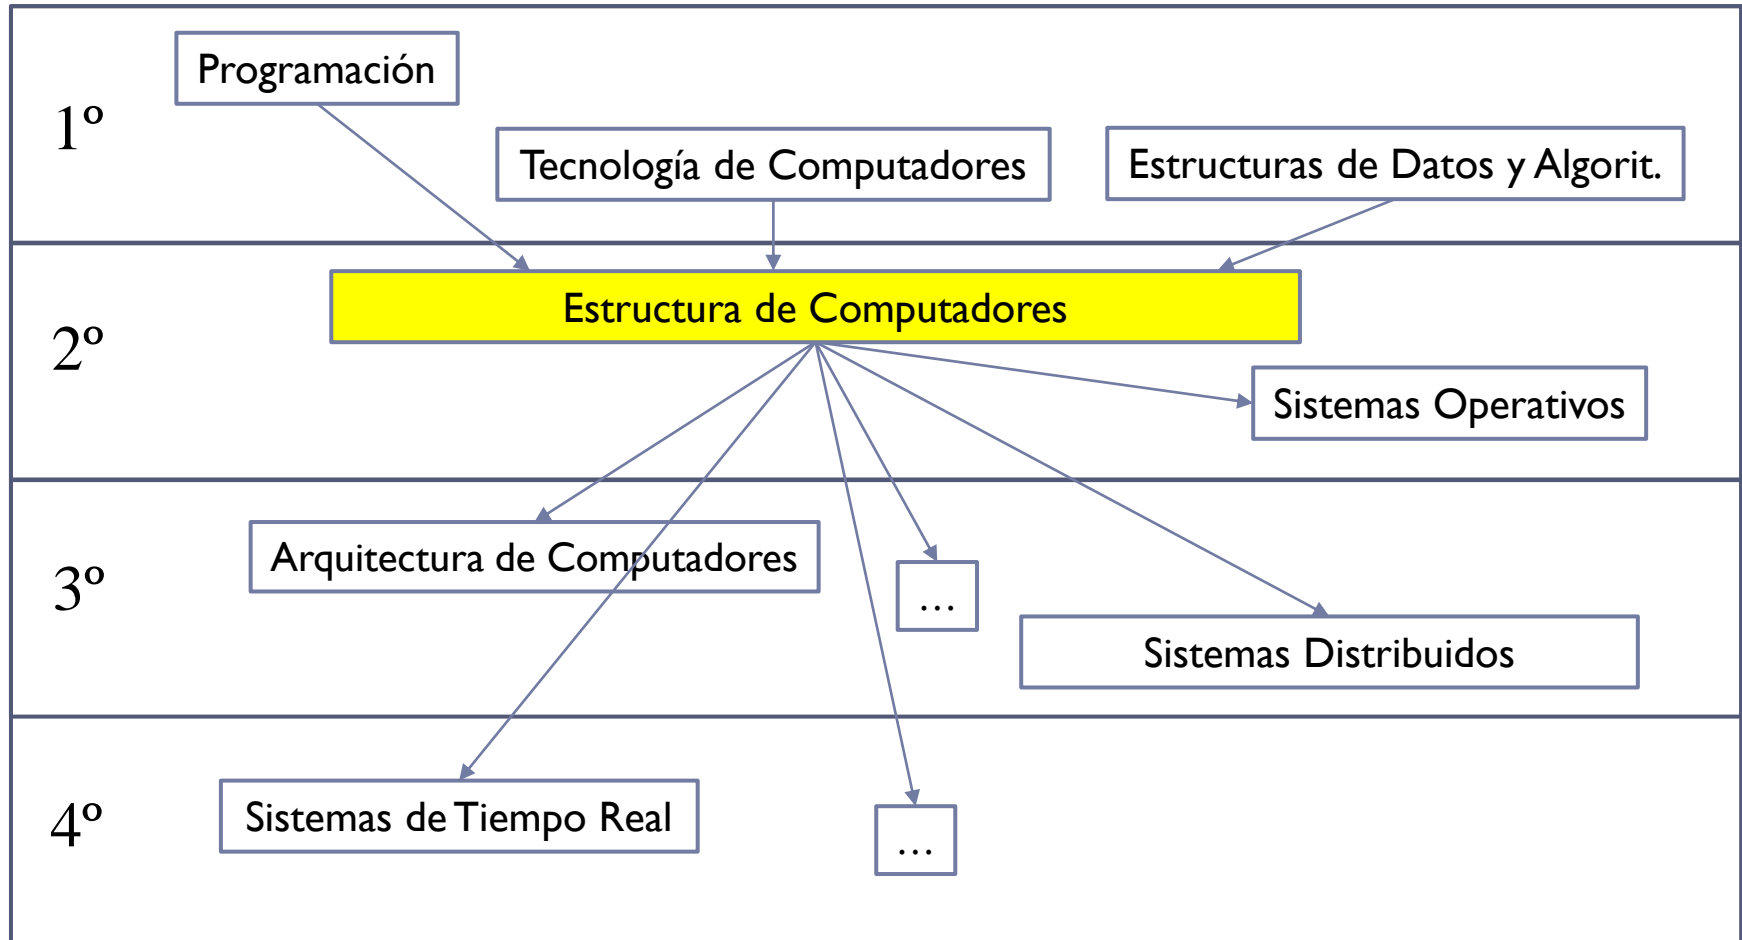 Programación
1º
Tecnología de Computadores
Estructuras de Datos y Algorit.
Estructura de Computadores
2º
Sistemas Operativos
Arquitectura de Computadores
3º
...
Sistemas Distribuidos
4º
Sistemas de Tiempo Real
...